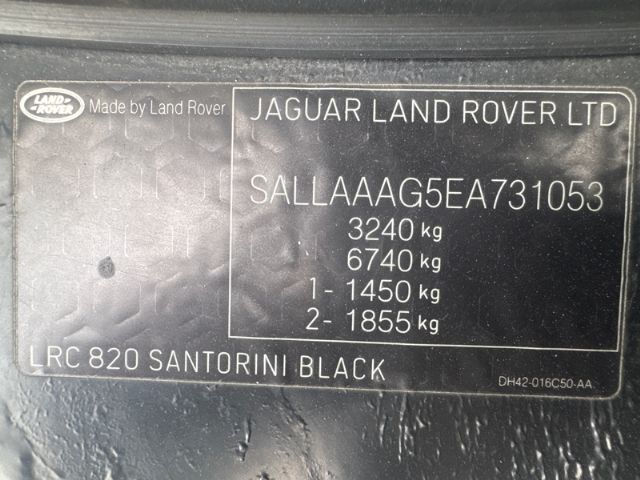 LAND ROVER Made by Land Rover
JAGUAR LAND ROVER LTD
SALLAAAG5EA731053
3240 kg
6740 kg
1- 1450 kg
2- 1855 kg
LRC 820 SANTORINI BLACK
DH42-016C50-AA